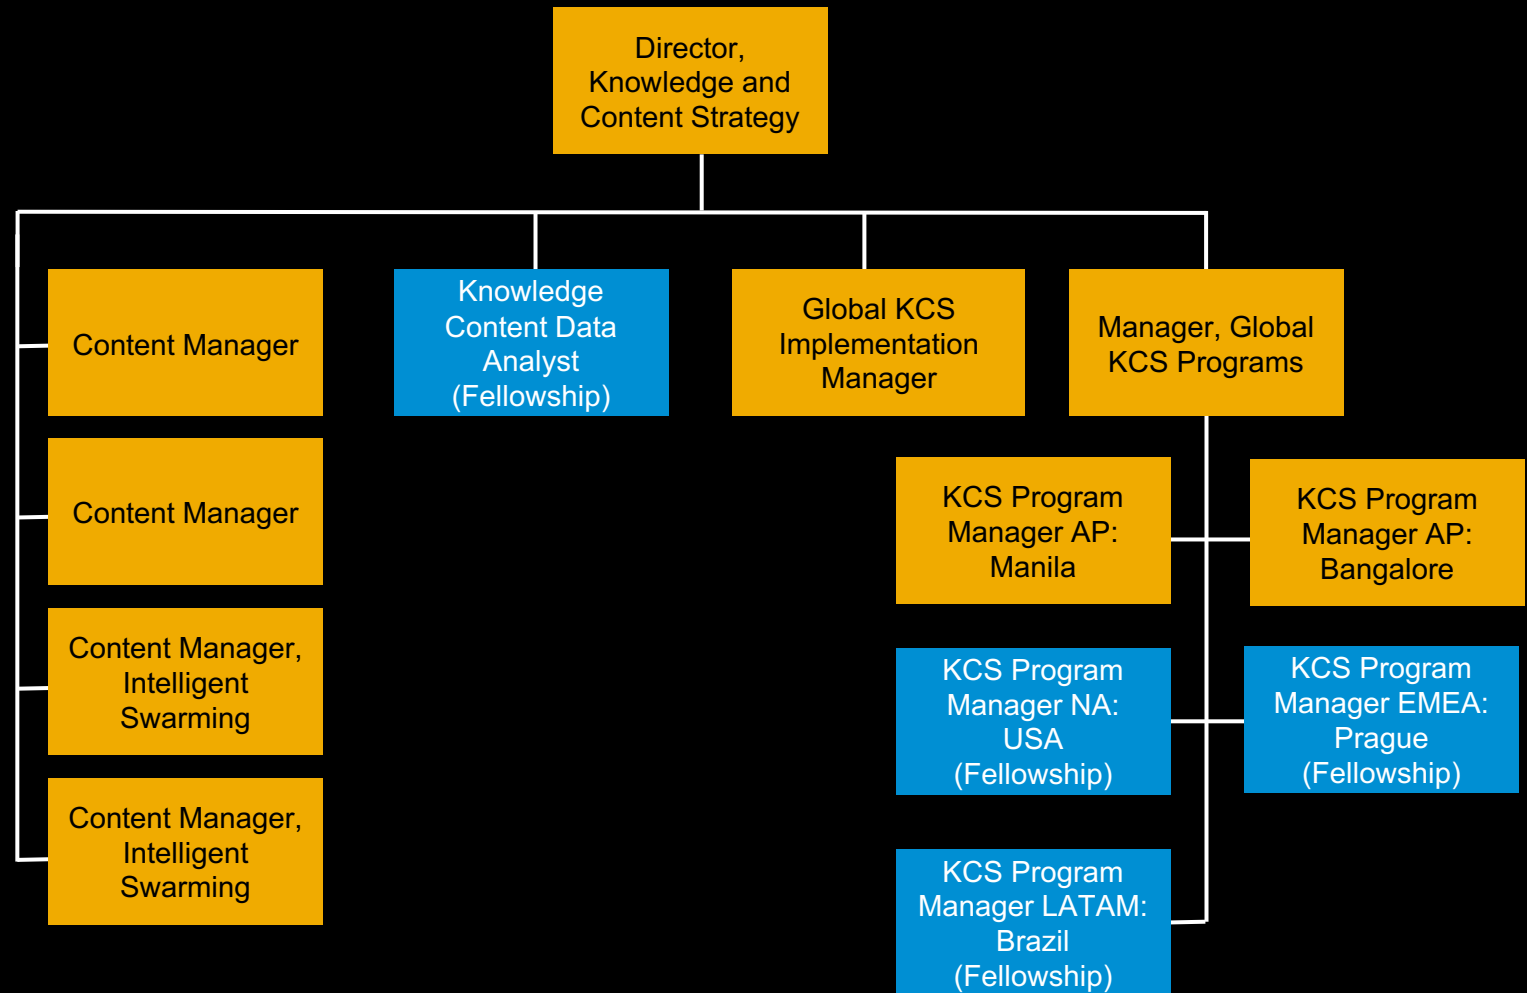 Director,
Knowledge and
Content Strategy
Content Manager
Knowledge
Content Data
Analyst
(Fellowship)
Global KCS
Implementation
Manager
Manager, Global
KCS Programs
Content Manager
KCS Program
Manager AP:
Manila
KCS Program
Manager AP:
Bangalore
Content Manager,
Intelligent
Swarming
KCS Program
Manager NA:
USA
(Fellowship)
KCS Program
Manager EMEA:
Prague
(Fellowship)
Content Manager,
Intelligent
Swarming
KCS Program
Manager LATAM:
Brazil
(Fellowship)